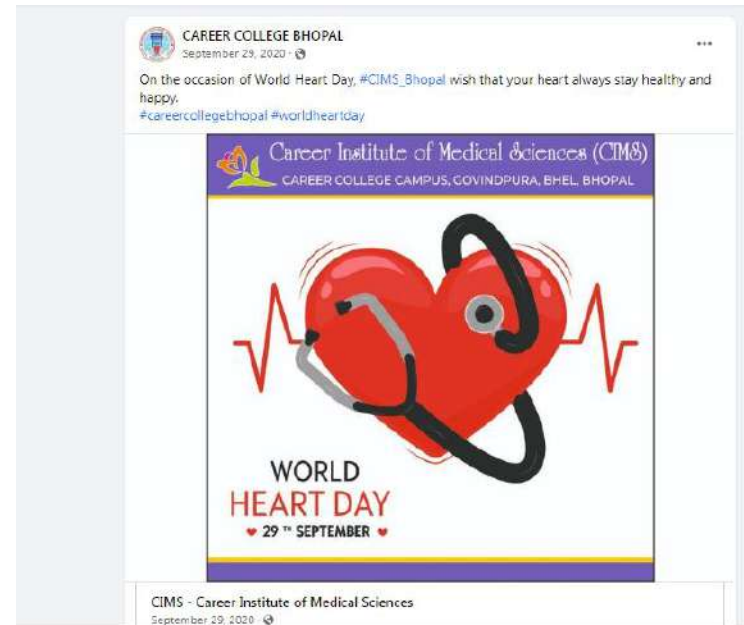 CAREER COLLEGE BHOPAL
September 29, 2020 ·
On the occasion of World Heart Day, #CIMS_Bhopal wish that your heart always stay healthy and
happy.
#careercollegebhopal #worldheartday
Career Institute of Medical Sciences (CIMS)
CAREER COLLEGE CAMPUS, GOVINDPURA, BHEL, BHOPAL
WORLD
HEART DAY
29 TH SEPTEMBER
CIMS - Career Institute of Medical Sciences
September 29, 2020 ·